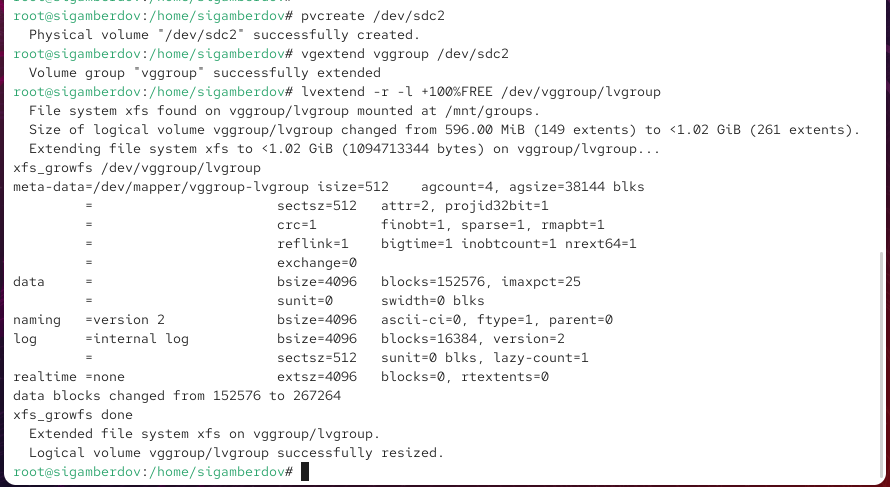 root@sigamberdov:/home/sigamberdov# pvcreate /dev/sdc2
  Physical volume "/dev/sdc2" successfully created.
root@sigamberdov:/home/sigamberdov# vgextend vggroup /dev/sdc2
  Volume group "vggroup" successfully extended
root@sigamberdov:/home/sigamberdov# lvextend -r -l +100%FREE /dev/vggroup/lvgroup
  File system xfs found on vggroup/lvgroup mounted at /mnt/groups.
  Size of logical volume vggroup/lvgroup changed from 596.00 MiB (149 extents) to <1.02 GiB (261 extents).
  Extending file system xfs to <1.02 GiB (1094713344 bytes) on vggroup/lvgroup...
xfs_growfs /dev/vggroup/lvgroup
meta-data=/dev/mapper/vggroup-lvgroup isize=512    agcount=4, agsize=38144 blks
         =                       sectsz=512   attr=2, projid32bit=1
         =                       crc=1        finobt=1, sparse=1, rmapbt=1
         =                       reflink=1    bigtime=1 inobtcount=1 nrext64=1
         =                       exchange=0
data     =                       bsize=4096   blocks=152576, imaxpct=25
         =                       sunit=0      swidth=0 blks
naming   =version 2              bsize=4096   ascii-ci=0, ftype=1, parent=0
log      =internal log           bsize=4096   blocks=16384, version=2
         =                       sectsz=512   sunit=0 blks, lazy-count=1
realtime =none                   extsz=4096   blocks=0, rtextents=0
data blocks changed from 152576 to 267264
xfs_growfs done
  Extended file system xfs on vggroup/lvgroup.
  Logical volume vggroup/lvgroup successfully resized.
root@sigamberdov:/home/sigamberdov#